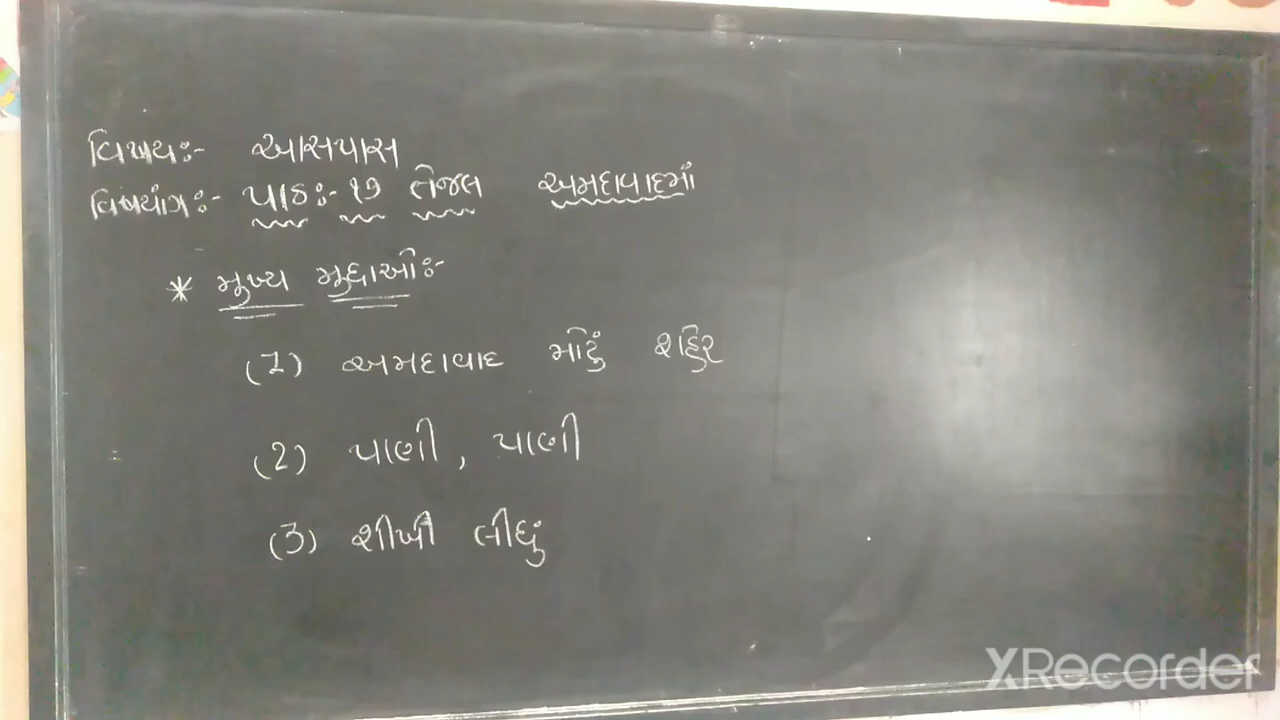 વિષય:- આસપાસ
વિષયાંગ:- પાઠ:- ૧૭ તેજલ અમદાવાદમાં
* મુખ્ય મુદ્દાઓ:-
(1) અમદાવાદ મોટું શહેર
(2) પાણી, પાણી
(3) શીખી લીધું
XRecorder